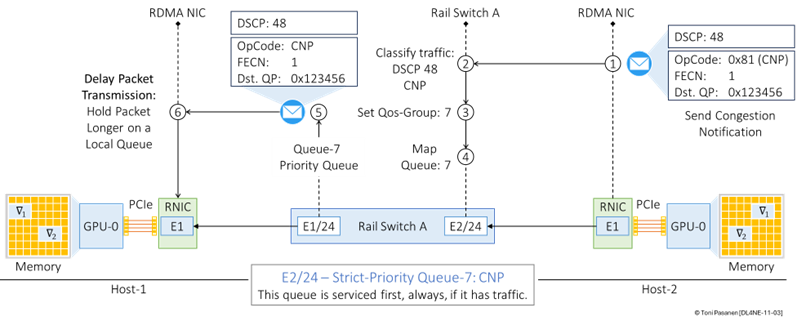 RDMA NIC
Rail Switch A
RDMA NIC
DSCP: 48
OpCode: CNP
FECN: 1
Dst. QP: 0x123456
Classify traffic:
DSCP 48
CNP
2
1
DSCP: 48
OpCode: 0x81 (CNP)
FECN: 1
Dst. QP: 0x123456
Send Congestion
Notification
Delay Packet
Transmission:
Hold Packet
Longer on a
Local Queue
6
5
Set Qos-Group: 7
3
Queue-7
Priority Queue
Map
Queue: 7
4
∇1
∇2
Memory
GPU-0
PCIe
RNIC
E1
E1/24
Rail Switch A
E2/24
RNIC
E1
PCIe
GPU-0
∇1
∇2
Memory
E2/24 – Strict-Priority Queue-7: CNP
This queue is serviced first, always, if it has traffic.
Host-1
Host-2
© Toni Pasanen [DL4NE-11-03]